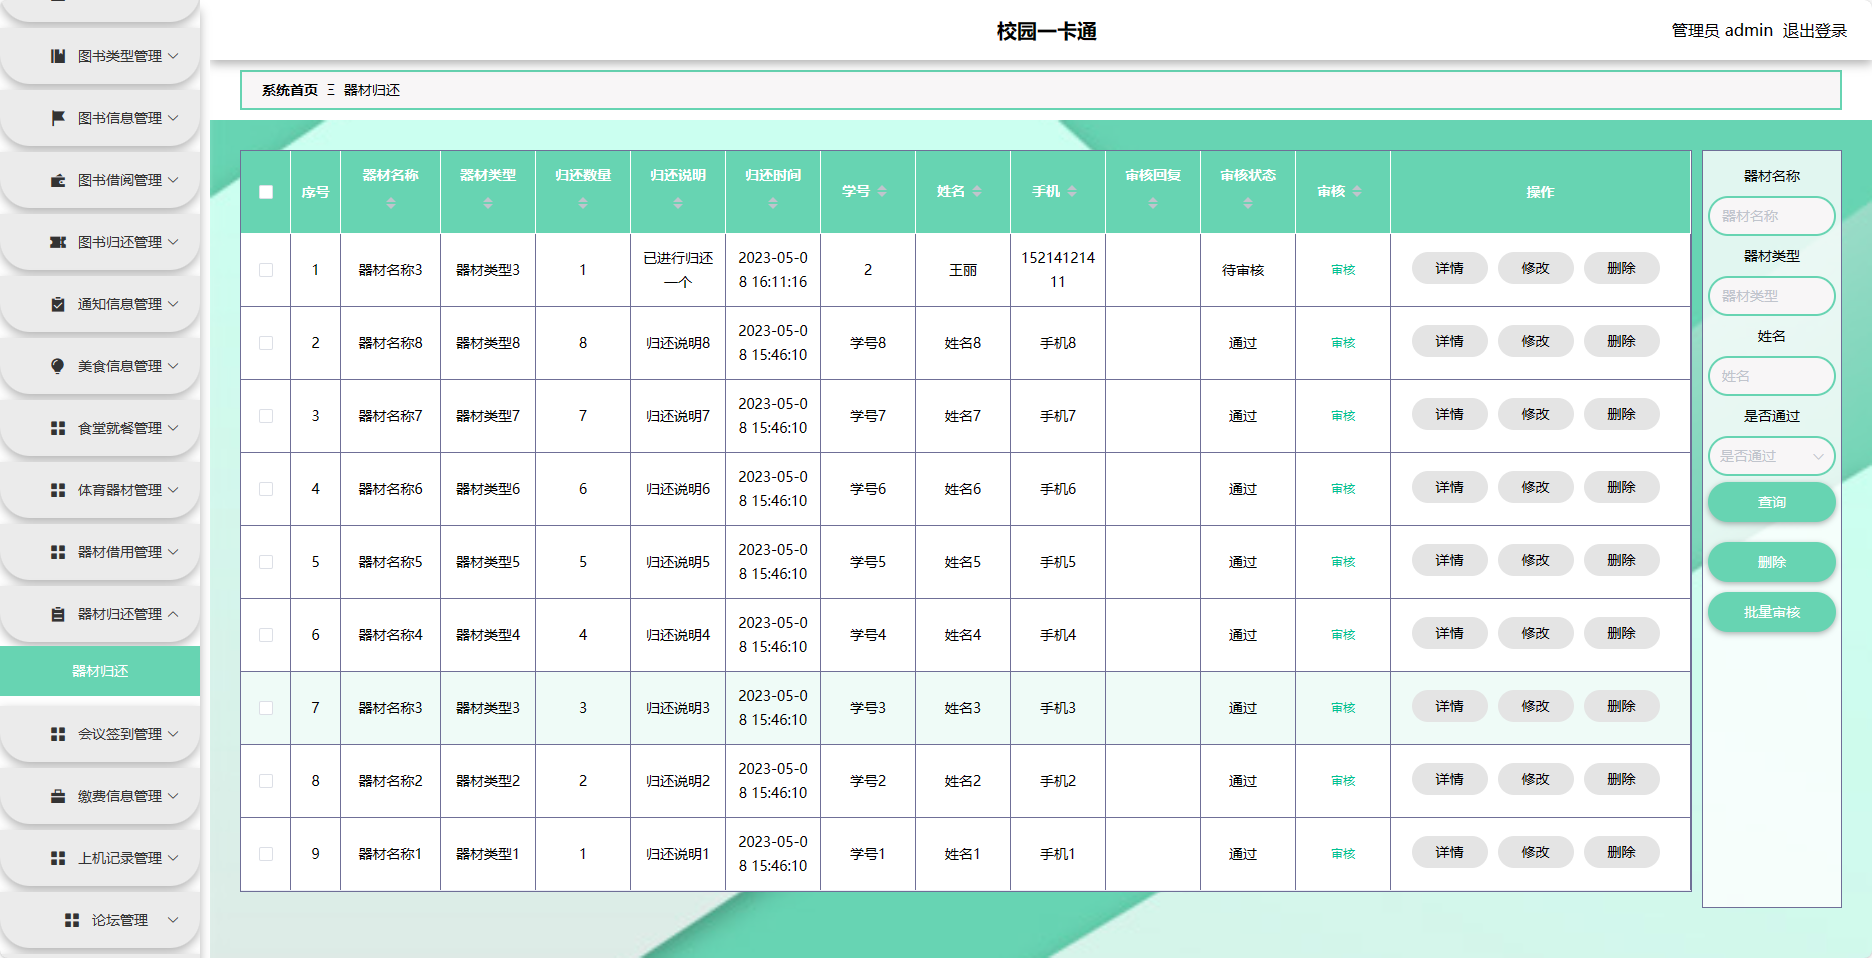 校园一卡通
管理员 admin 退出登录
系统首页 Ξ 器材归还
图书类型管理
图书信息管理
图书借阅管理
图书归还管理
通知信息管理
美食信息管理
食堂就餐管理
体育器材管理
器材借用管理
器材归还管理
器材归还
会议签到管理
缴费信息管理
上机记录管理
论坛管理
序号 器材名称 器材类型 归还数量 归还说明 归还时间 学号 姓名 手机 审核回复 审核状态 审核 操作
1 器材名称3 器材类型3 1 已进行归还一个 2023-05-08 16:11:16 2 王丽 15214121411 待审核 审核 详情 修改 删除
2 器材名称8 器材类型8 8 归还说明8 2023-05-08 15:46:10 学号8 姓名8 手机8 通过 审核 详情 修改 删除
3 器材名称7 器材类型7 7 归还说明7 2023-05-08 15:46:10 学号7 姓名7 手机7 通过 审核 详情 修改 删除
4 器材名称6 器材类型6 6 归还说明6 2023-05-08 15:46:10 学号6 姓名6 手机6 通过 审核 详情 修改 删除
5 器材名称5 器材类型5 5 归还说明5 2023-05-08 15:46:10 学号5 姓名5 手机5 通过 审核 详情 修改 删除
6 器材名称4 器材类型4 4 归还说明4 2023-05-08 15:46:10 学号4 姓名4 手机4 通过 审核 详情 修改 删除
7 器材名称3 器材类型3 3 归还说明3 2023-05-08 15:46:10 学号3 姓名3 手机3 通过 审核 详情 修改 删除
8 器材名称2 器材类型2 2 归还说明2 2023-05-08 15:46:10 学号2 姓名2 手机2 通过 审核 详情 修改 删除
9 器材名称1 器材类型1 1 归还说明1 2023-05-08 15:46:10 学号1 姓名1 手机1 通过 审核 详情 修改 删除
器材名称
器材名称
器材类型
器材类型
姓名
姓名
是否通过
是否通过
查询
删除
批量审核